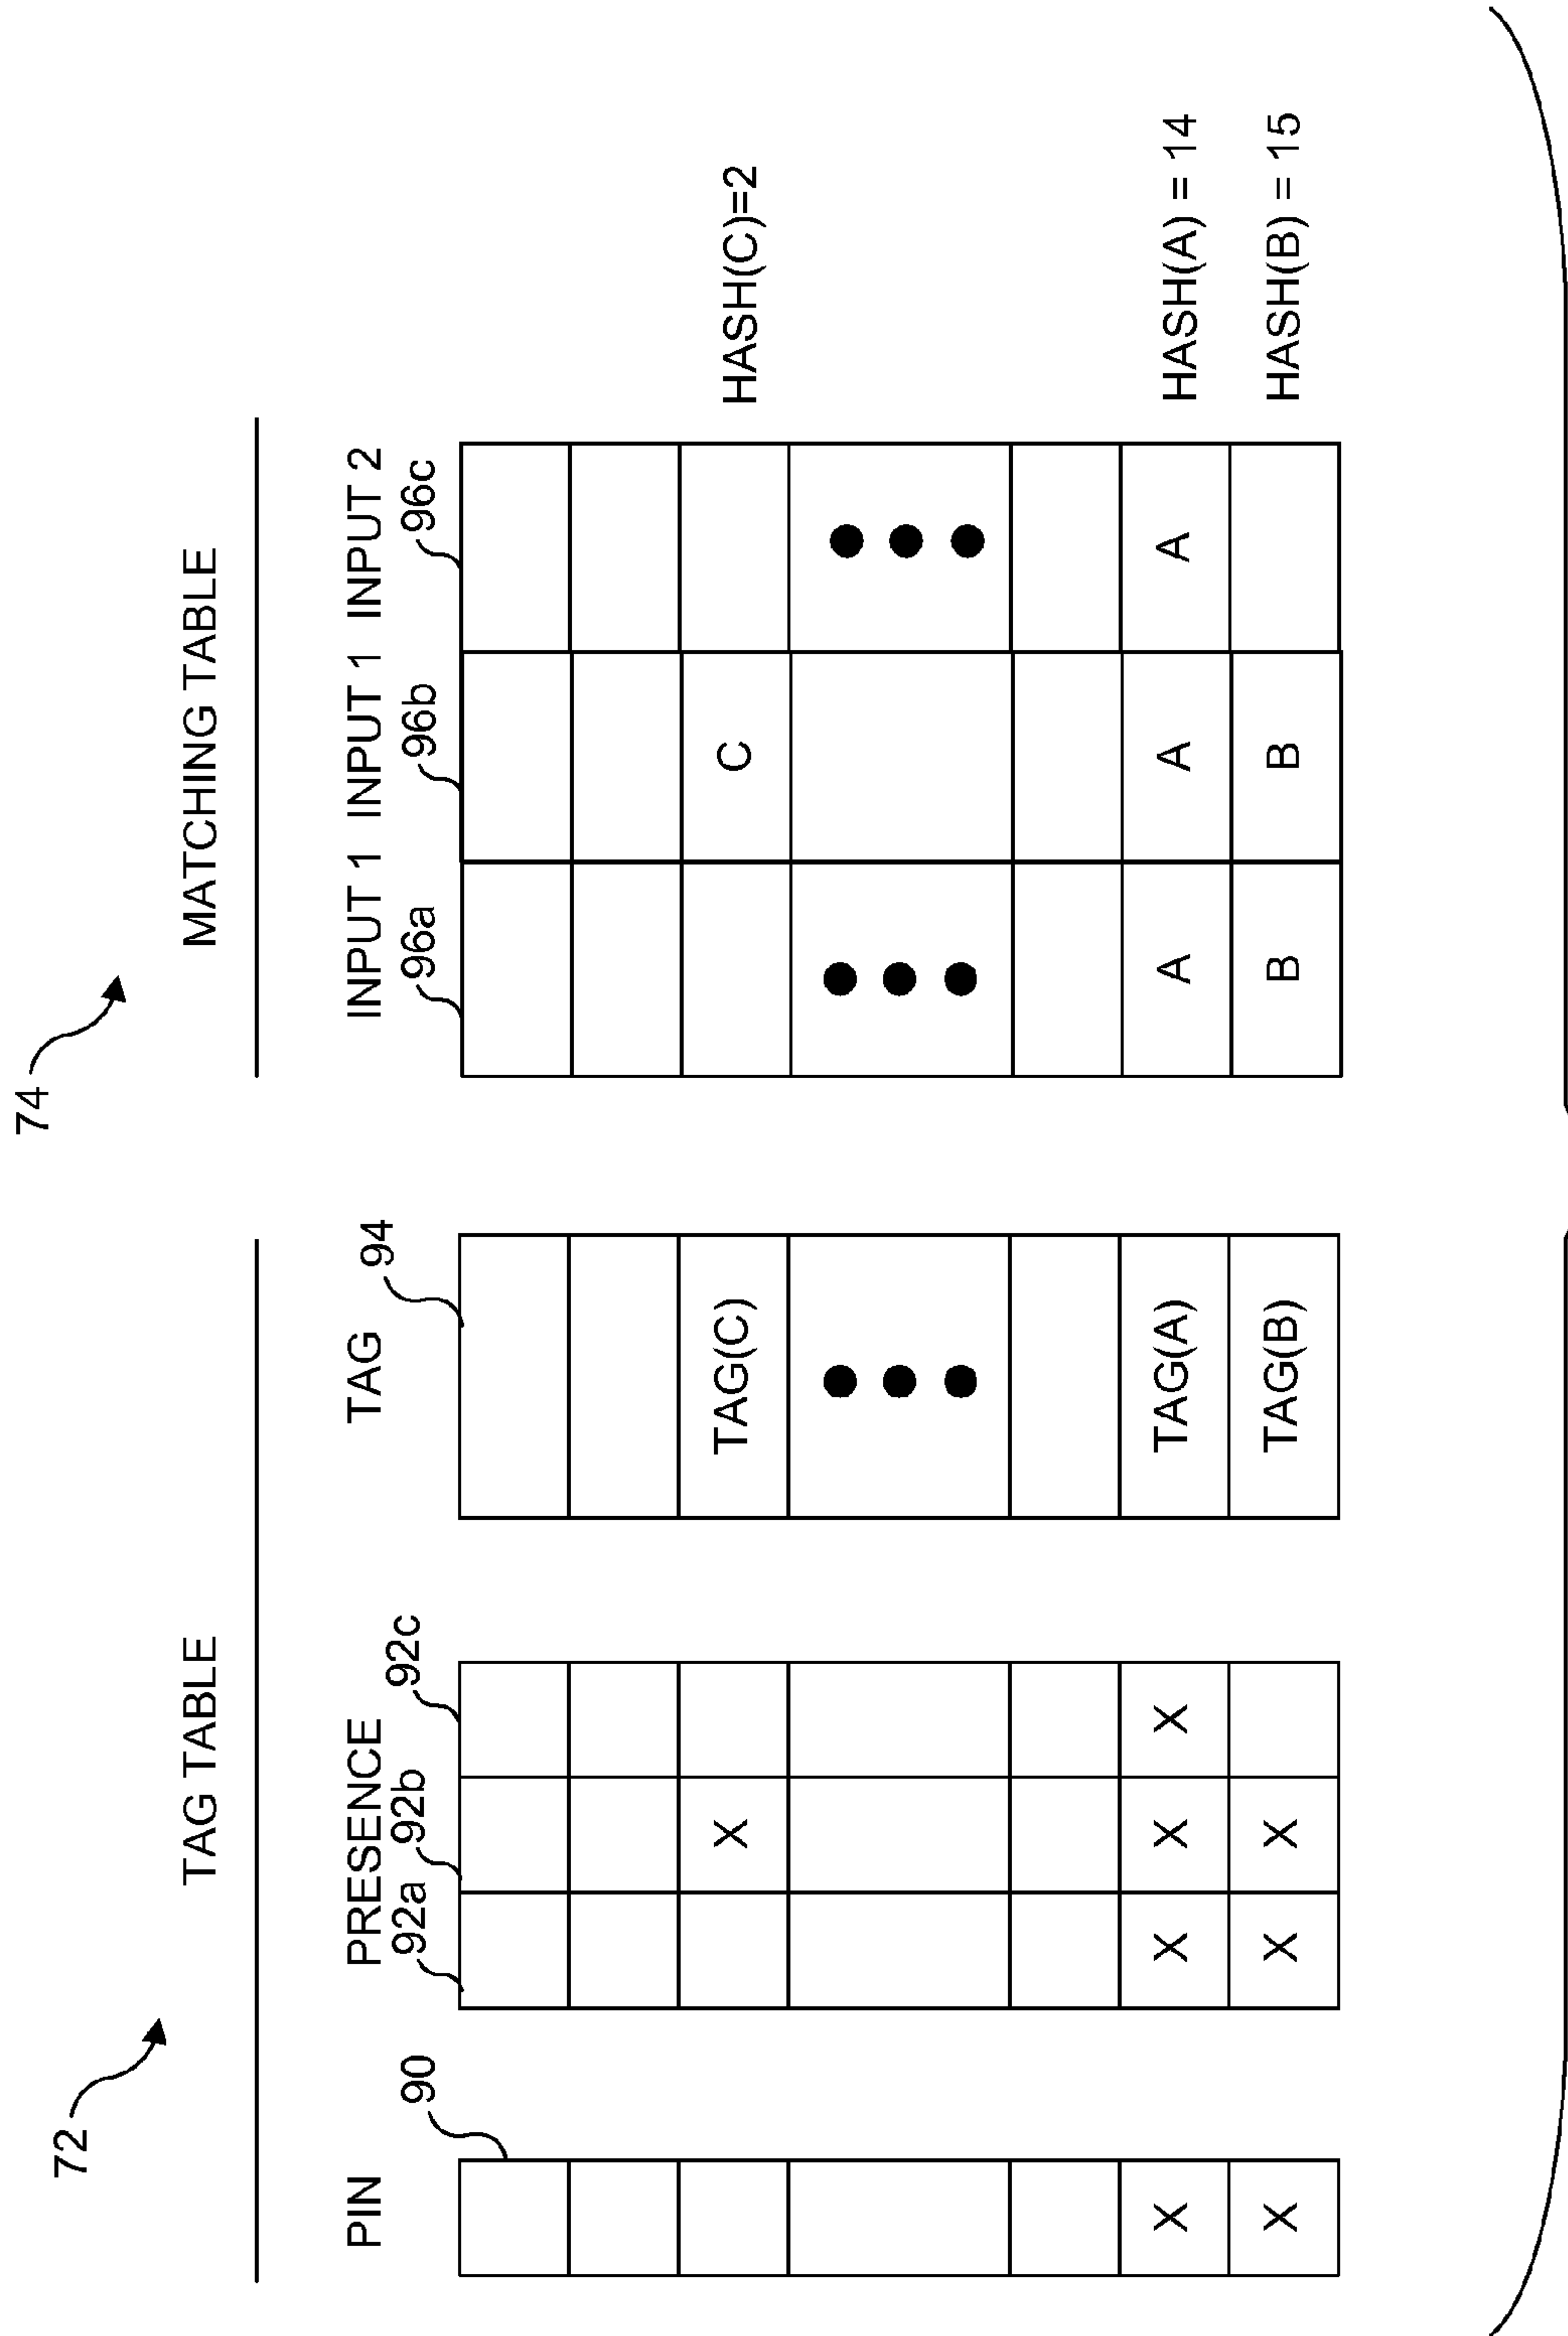 72
74
TAG TABLE
MATCHING TABLE
PIN PRESENCE TAG INPUT 1 INPUT 1 INPUT 2
90 92a 92b 92c 94 96a 96b 96c
X TAG(C) C HASH(C)=2
X X X X TAG(A) A A A HASH(A) = 14
X X X TAG(B) B B HASH(B) = 15